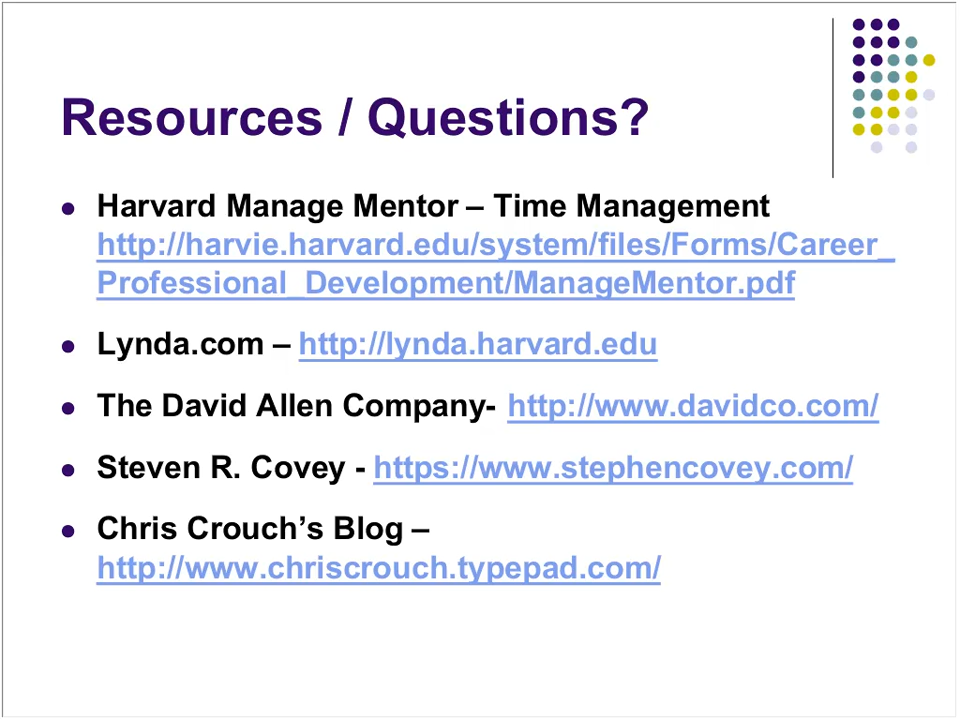 Resources / Questions?
● Harvard Manage Mentor – Time Management
http://harvie.harvard.edu/system/files/Forms/Career_
Professional_Development/ManageMentor.pdf
● Lynda.com – http://lynda.harvard.edu
● The David Allen Company- http://www.davidco.com/
● Steven R. Covey - https://www.stephencovey.com/
● Chris Crouch’s Blog –
http://www.chriscrouch.typepad.com/